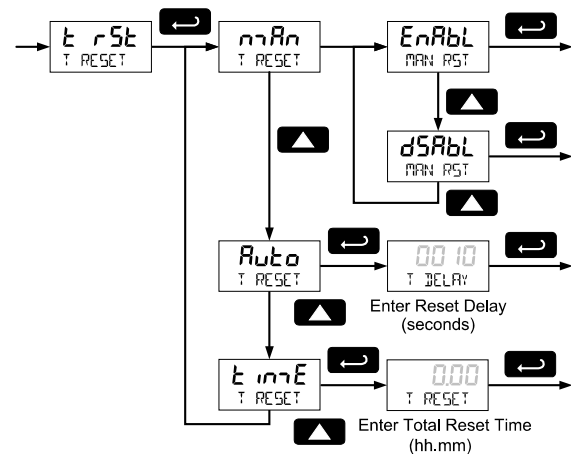 t rSt
T RESET
mAn
T RESET
EnAbL
MAN RST
dSAbL
MAN RST
Auto
T RESET
0010
T DELAY
Enter Reset Delay
(seconds)
t imE
T RESET
0.00
T RESET
Enter Total Reset Time
(hh.mm)